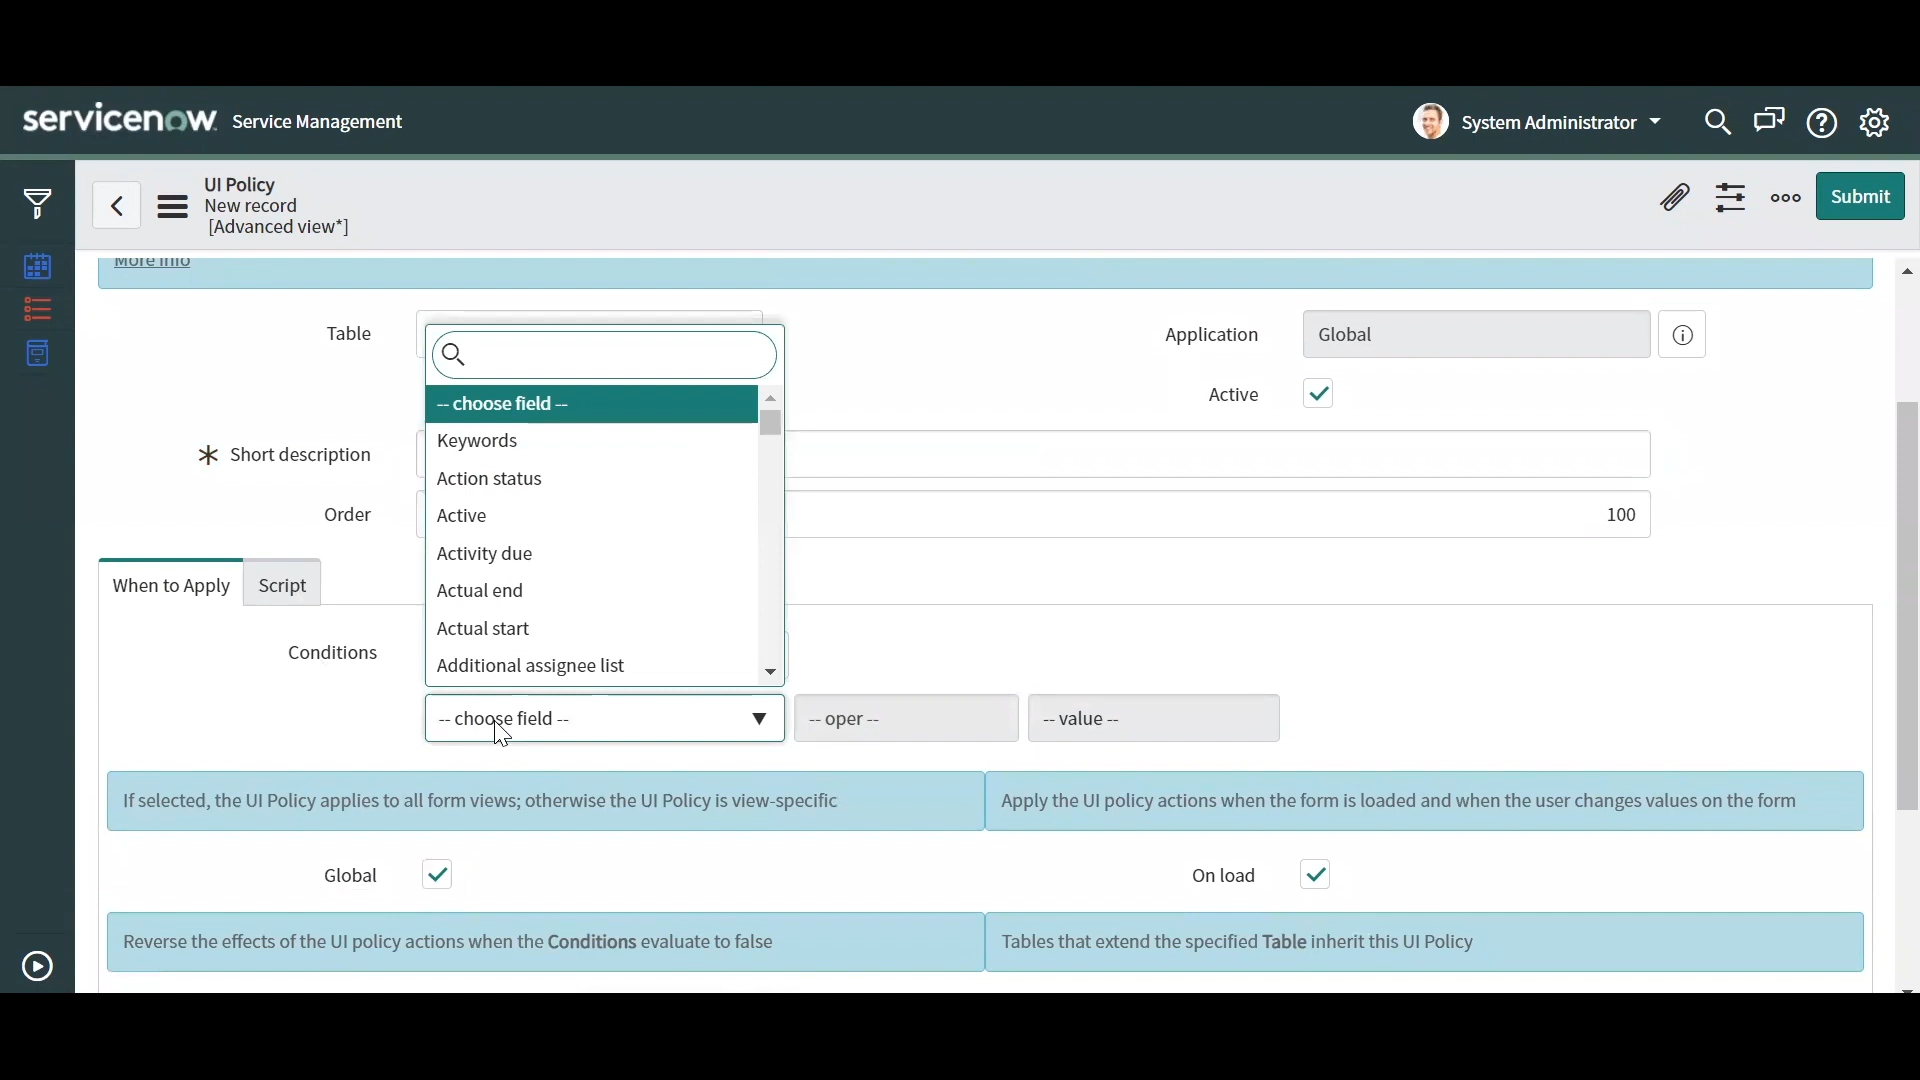 servicenow Service Management
System Administrator
UI Policy
New record
[Advanced view*]
Submit
More info
Table
Application
Global
Active
Short description
Order
100
-- choose field --
Keywords
Action status
Active
Activity due
Actual end
Actual start
Additional assignee list
When to Apply
Script
Conditions
-- choose field --
-- oper --
-- value --
If selected, the UI Policy applies to all form views; otherwise the UI Policy is view-specific
Apply the UI policy actions when the form is loaded and when the user changes values on the form
Global
On load
Reverse the effects of the UI policy actions when the Conditions evaluate to false
Tables that extend the specified Table inherit this UI Policy